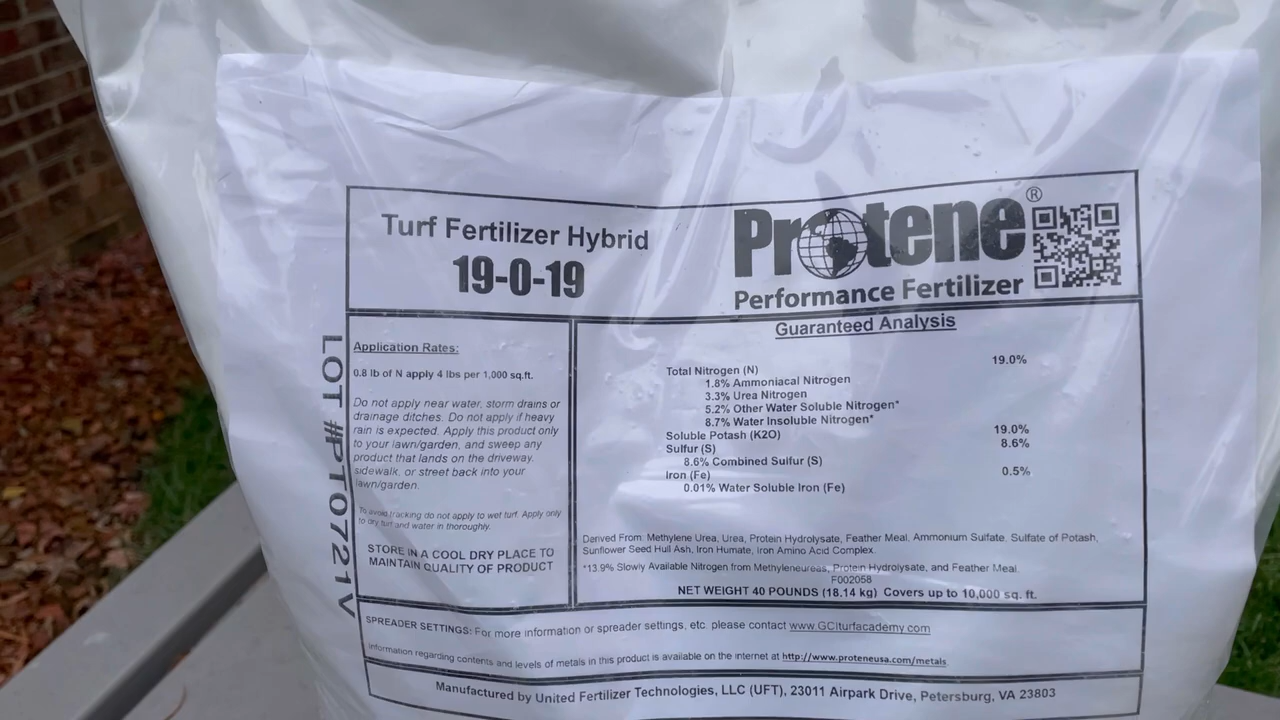 Turf Fertilizer Hybrid
19-0-19
Protene®
Performance Fertilizer
LOT #PT0721V
Application Rates:
0.8 lb of N apply 4 lbs per 1,000 sq.ft.
Do not apply near water, storm drains or
drainage ditches. Do not apply if heavy
rain is expected. Apply this product only
to your lawn/garden, and sweep any
product that lands on the driveway,
sidewalk, or street back into your
lawn/garden.
To avoid tracking do not apply to wet turf. Apply only
to dry turf and water in thoroughly.
STORE IN A COOL DRY PLACE TO
MAINTAIN QUALITY OF PRODUCT
Guaranteed Analysis
Total Nitrogen (N) 19.0%
1.8% Ammoniacal Nitrogen
3.3% Urea Nitrogen
5.2% Other Water Soluble Nitrogen*
8.7% Water Insoluble Nitrogen*
Soluble Potash (K2O) 19.0%
Sulfur (S) 8.6%
8.6% Combined Sulfur (S)
Iron (Fe) 0.5%
0.01% Water Soluble Iron (Fe)
Derived From: Methylene Urea, Urea, Protein Hydrolysate, Feather Meal, Ammonium Sulfate. Sulfate of Potash,
Sunflower Seed Hull Ash, Iron Humate, Iron Amino Acid Complex.
*13.9% Slowly Available Nitrogen from Methyleneureas, Protein Hydrolysate, and Feather Meal.
F002058
NET WEIGHT 40 POUNDS (18.14 kg) Covers up to 10,000 sq. ft.
SPREADER SETTINGS: For more information or spreader settings, etc. please contact www.GCIturfacademy.com
Information regarding contents and levels of metals in this product is available on the internet at http://www.proteneusa.com/metals
Manufactured by United Fertilizer Technologies, LLC (UFT), 23011 Airpark Drive, Petersburg, VA 23803